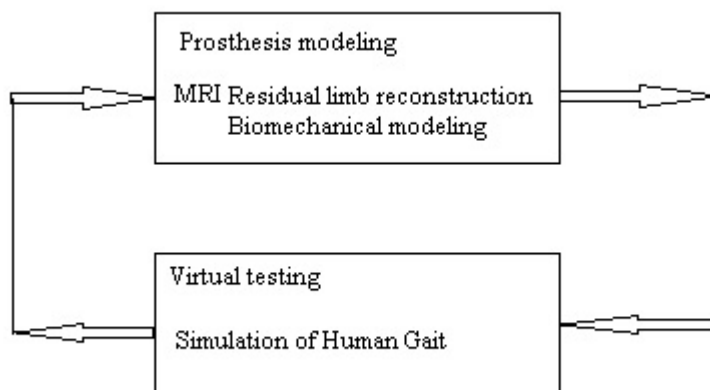 Prosthesis modeling
MRI Residual limb reconstruction
Biomechanical modeling
Virtual testing
Simulation of Human Gait